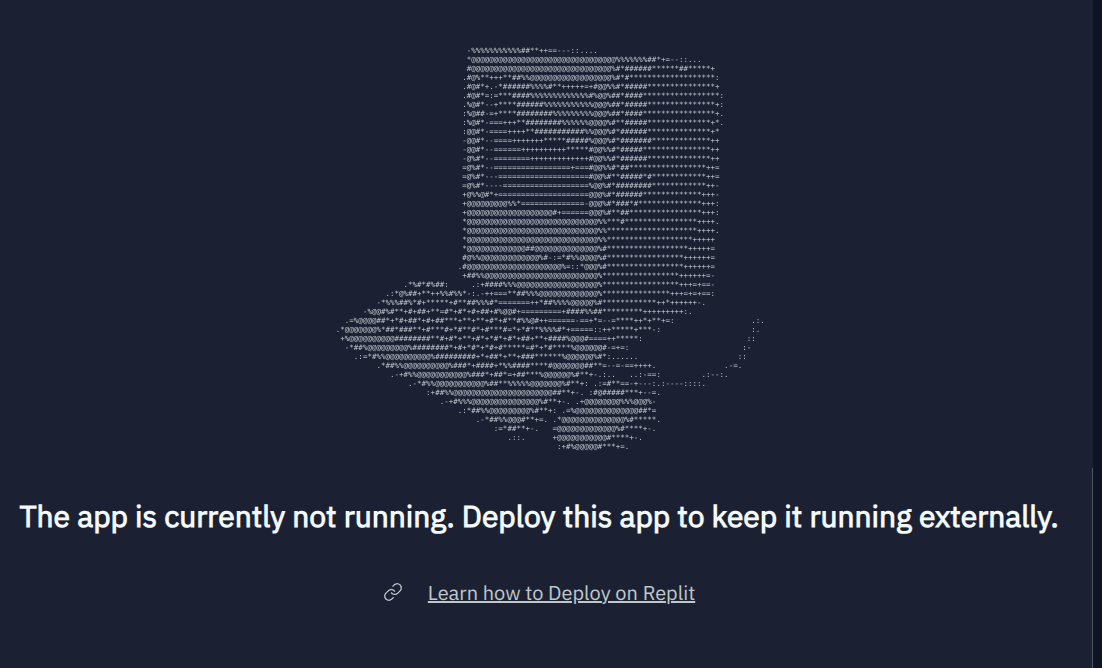 The app is currently not running. Deploy this app to keep it running externally.
Learn how to Deploy on Replit